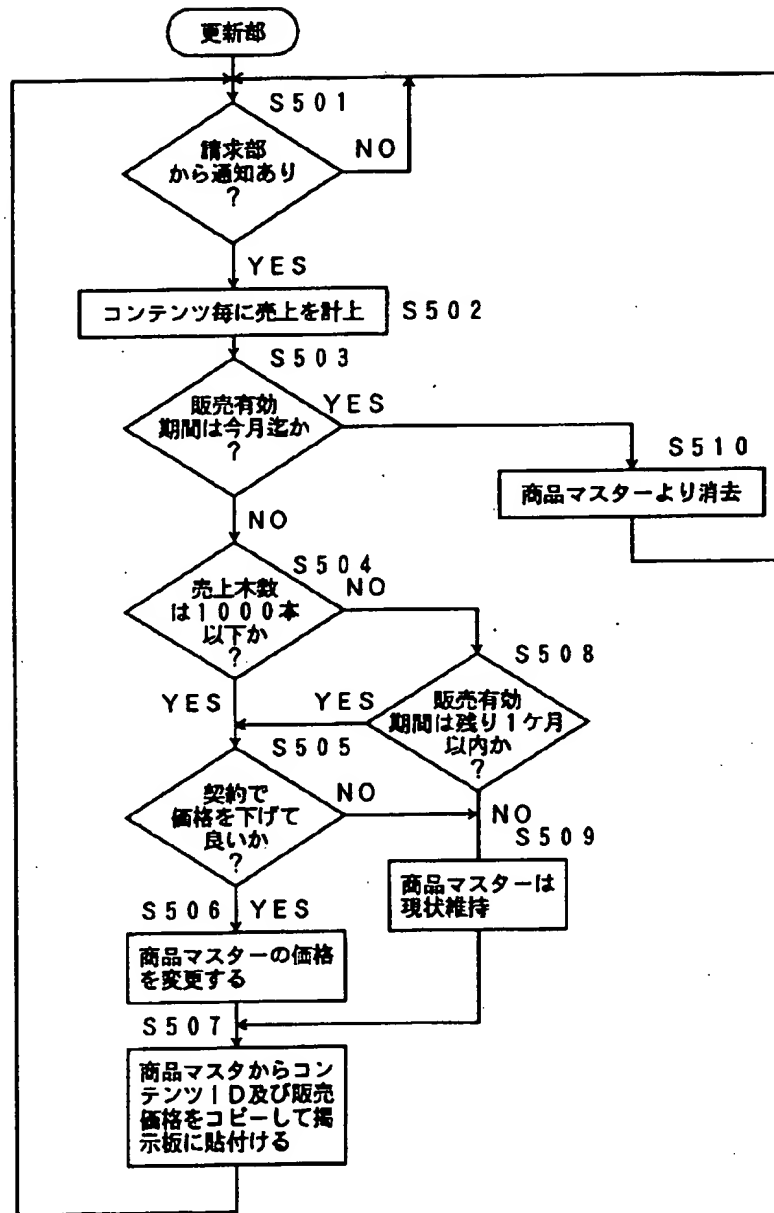 更新部
S501
請求部
から通知あり
?
NO
YES
コンテンツ毎に売上を計上
S502
S503
販売有効
期間は今月迄か
?
YES
S510
商品マスターより消去
NO
S504
売上本数
は1000本
以下か
?
NO
S508
YES
YES
販売有効
期間は残り1ケ月
以内か
?
S505
契約で
価格を下げて
良いか
?
NO
NO
S509
商品マスターは
現状維持
S506
YES
商品マスターの価格
を変更する
S507
商品マスタからコン
テンツID及び販売
価格をコピーして掲
示板に貼付ける